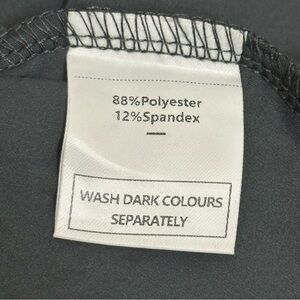 88%Polyester
12%Spandex
WASH DARK COLOURS
SEPARATELY